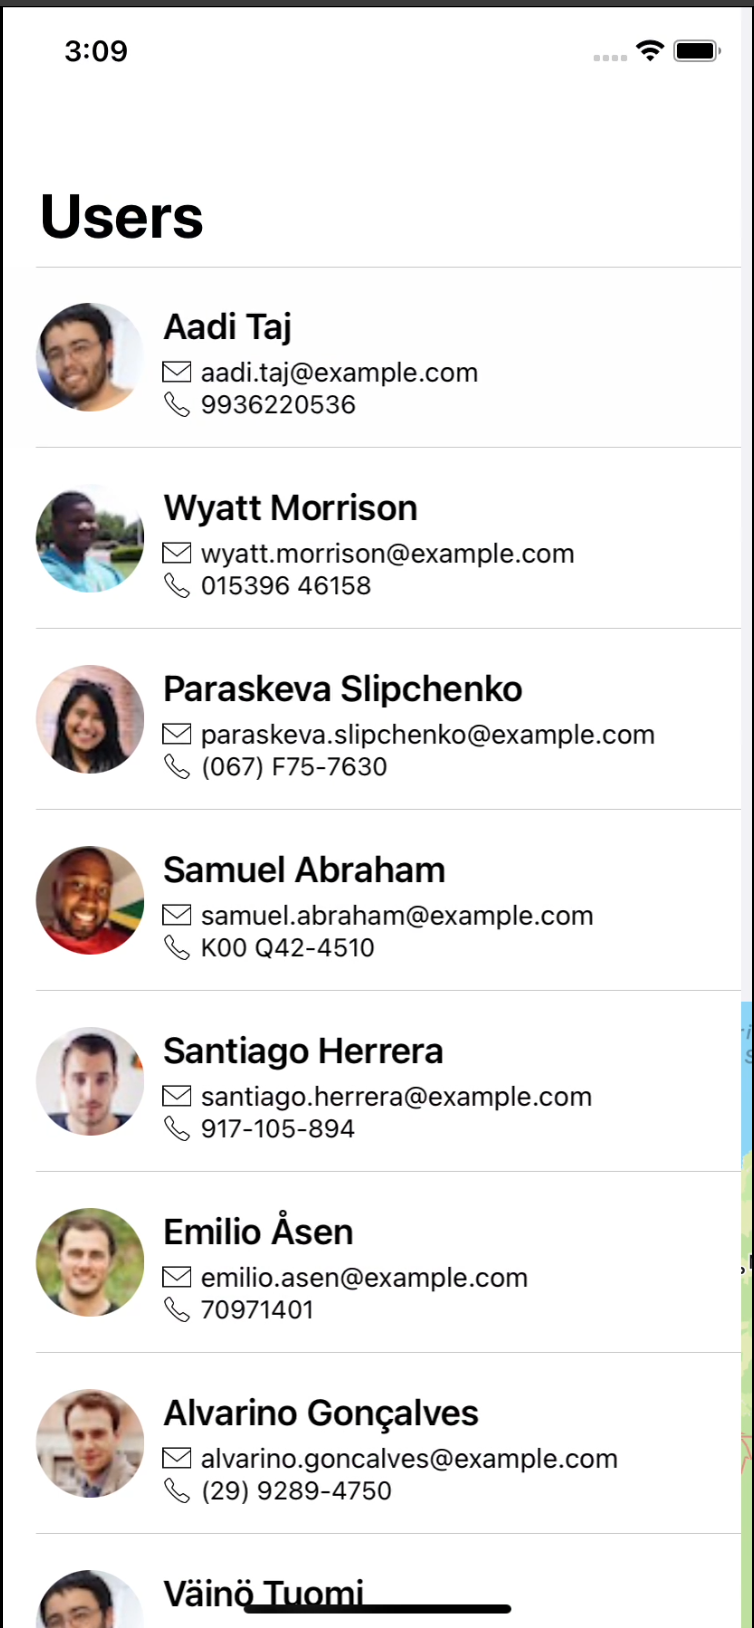 3:09
Users
Aadi Taj
aadi.taj@example.com
9936220536
Wyatt Morrison
wyatt.morrison@example.com
015396 46158
Paraskeva Slipchenko
paraskeva.slipchenko@example.com
(067) F75-7630
Samuel Abraham
samuel.abraham@example.com
K00 Q42-4510
Santiago Herrera
santiago.herrera@example.com
917-105-894
Emilio Åsen
emilio.asen@example.com
70971401
Alvarino Gonçalves
alvarino.goncalves@example.com
(29) 9289-4750
Väinö Tuomi